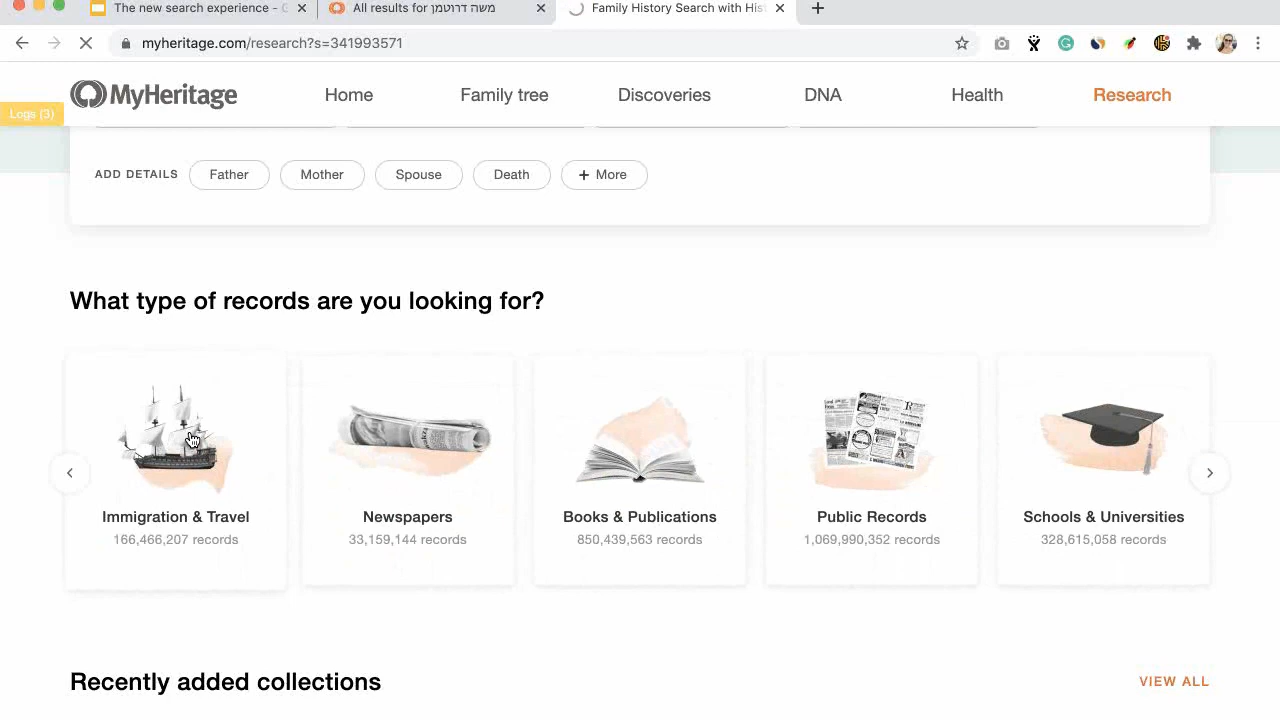 The new search experience - G
All results for משה דרוטמן
Family History Search with His
myheritage.com/research?s=341993571
MyHeritage
Home
Family tree
Discoveries
DNA
Health
Research
Logs (3)
ADD DETAILS
Father
Mother
Spouse
Death
+ More
What type of records are you looking for?
Immigration & Travel
166,466,207 records
Newspapers
33,159,144 records
Books & Publications
850,439,563 records
Public Records
1,069,990,352 records
Schools & Universities
328,615,058 records
Recently added collections
VIEW ALL